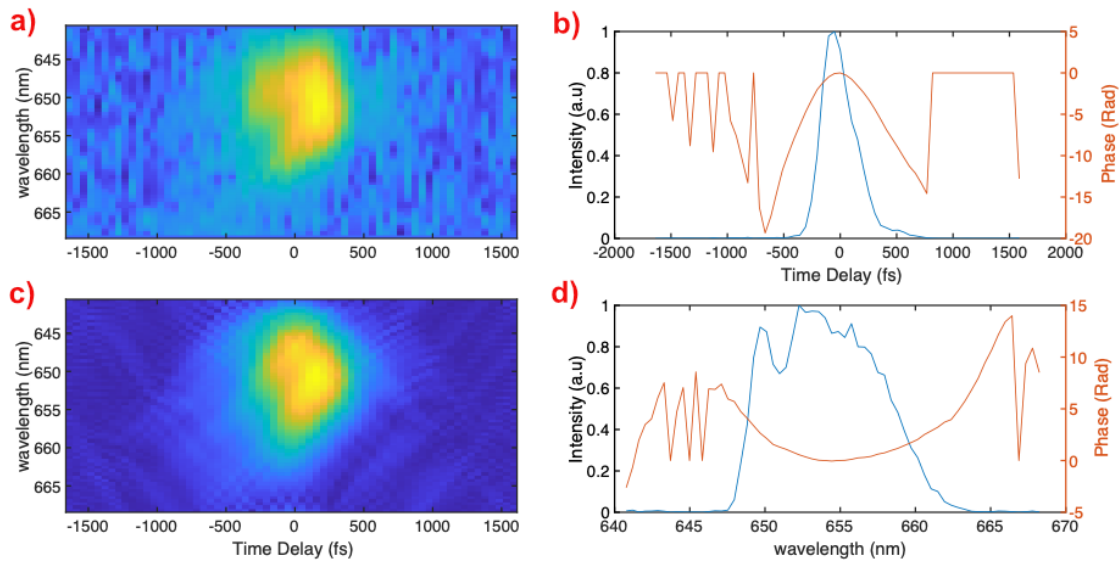 a)
wavelength (nm)
645
650
655
660
665
-1500 -1000 -500 0 500 1000 1500
b)
Intensity (a.u)
1
0.8
0.6
0.4
0.2
0
5
0
-5
-10
-15
-20
Phase (Rad)
-2000 -1500 -1000 -500 0 500 1000 1500 2000
Time Delay (fs)
c)
wavelength (nm)
645
650
655
660
665
-1500 -1000 -500 0 500 1000 1500
Time Delay (fs)
d)
Intensity (a.u)
1
0.8
0.6
0.4
0.2
0
15
10
5
0
-5
Phase (Rad)
640 645 650 655 660 665 670
wavelength (nm)